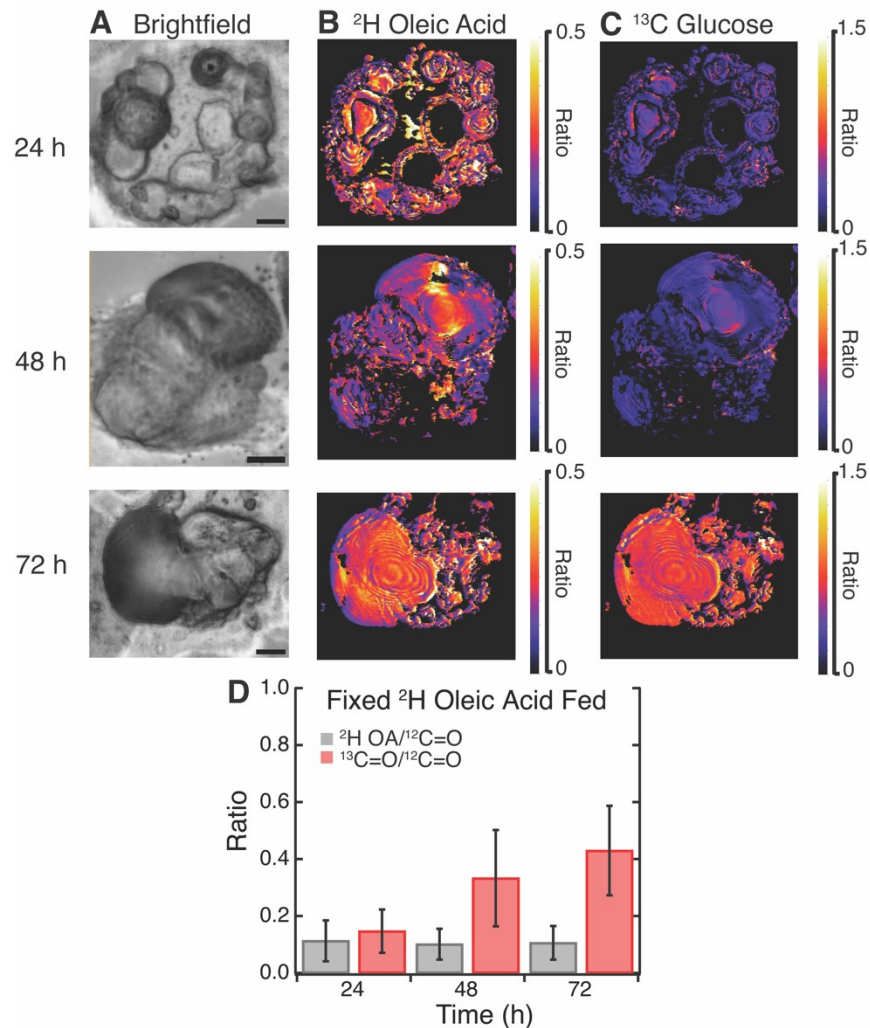 A Brightfield
B ²H Oleic Acid
C ¹³C Glucose
24 h
0.5
Ratio
0
1.5
Ratio
0
48 h
0.5
Ratio
0
1.5
Ratio
0
72 h
0.5
Ratio
0
1.5
Ratio
0
D
Fixed ²H Oleic Acid Fed
²H OA/¹²C=O
¹³C=O/¹²C=O
1.0
0.8
0.6
0.4
0.2
0.0
Ratio
24 48 72
Time (h)